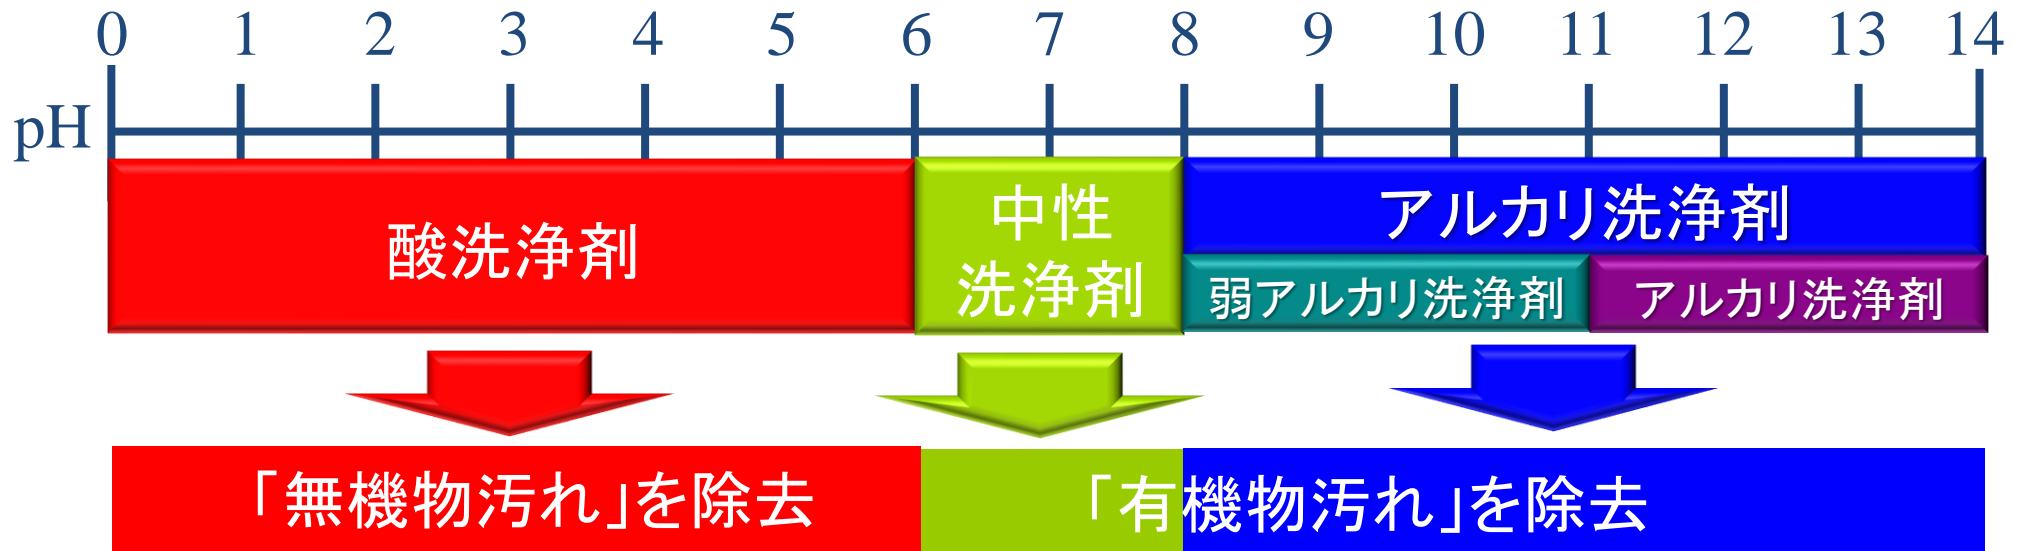 0 1 2 3 4 5 6 7 8 9 10 11 12 13 14
pH
酸洗浄剤
中性
洗浄剤
アルカリ洗浄剤
弱アルカリ洗浄剤
アルカリ洗浄剤
「無機物汚れ」を除去
「有機物汚れ」を除去